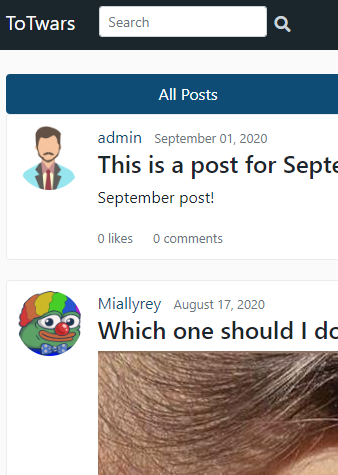 ToTwars
Search
All Posts
admin September 01, 2020
This is a post for Septe
September post!
0 likes 0 comments
Miallyrey August 17, 2020
Which one should I do